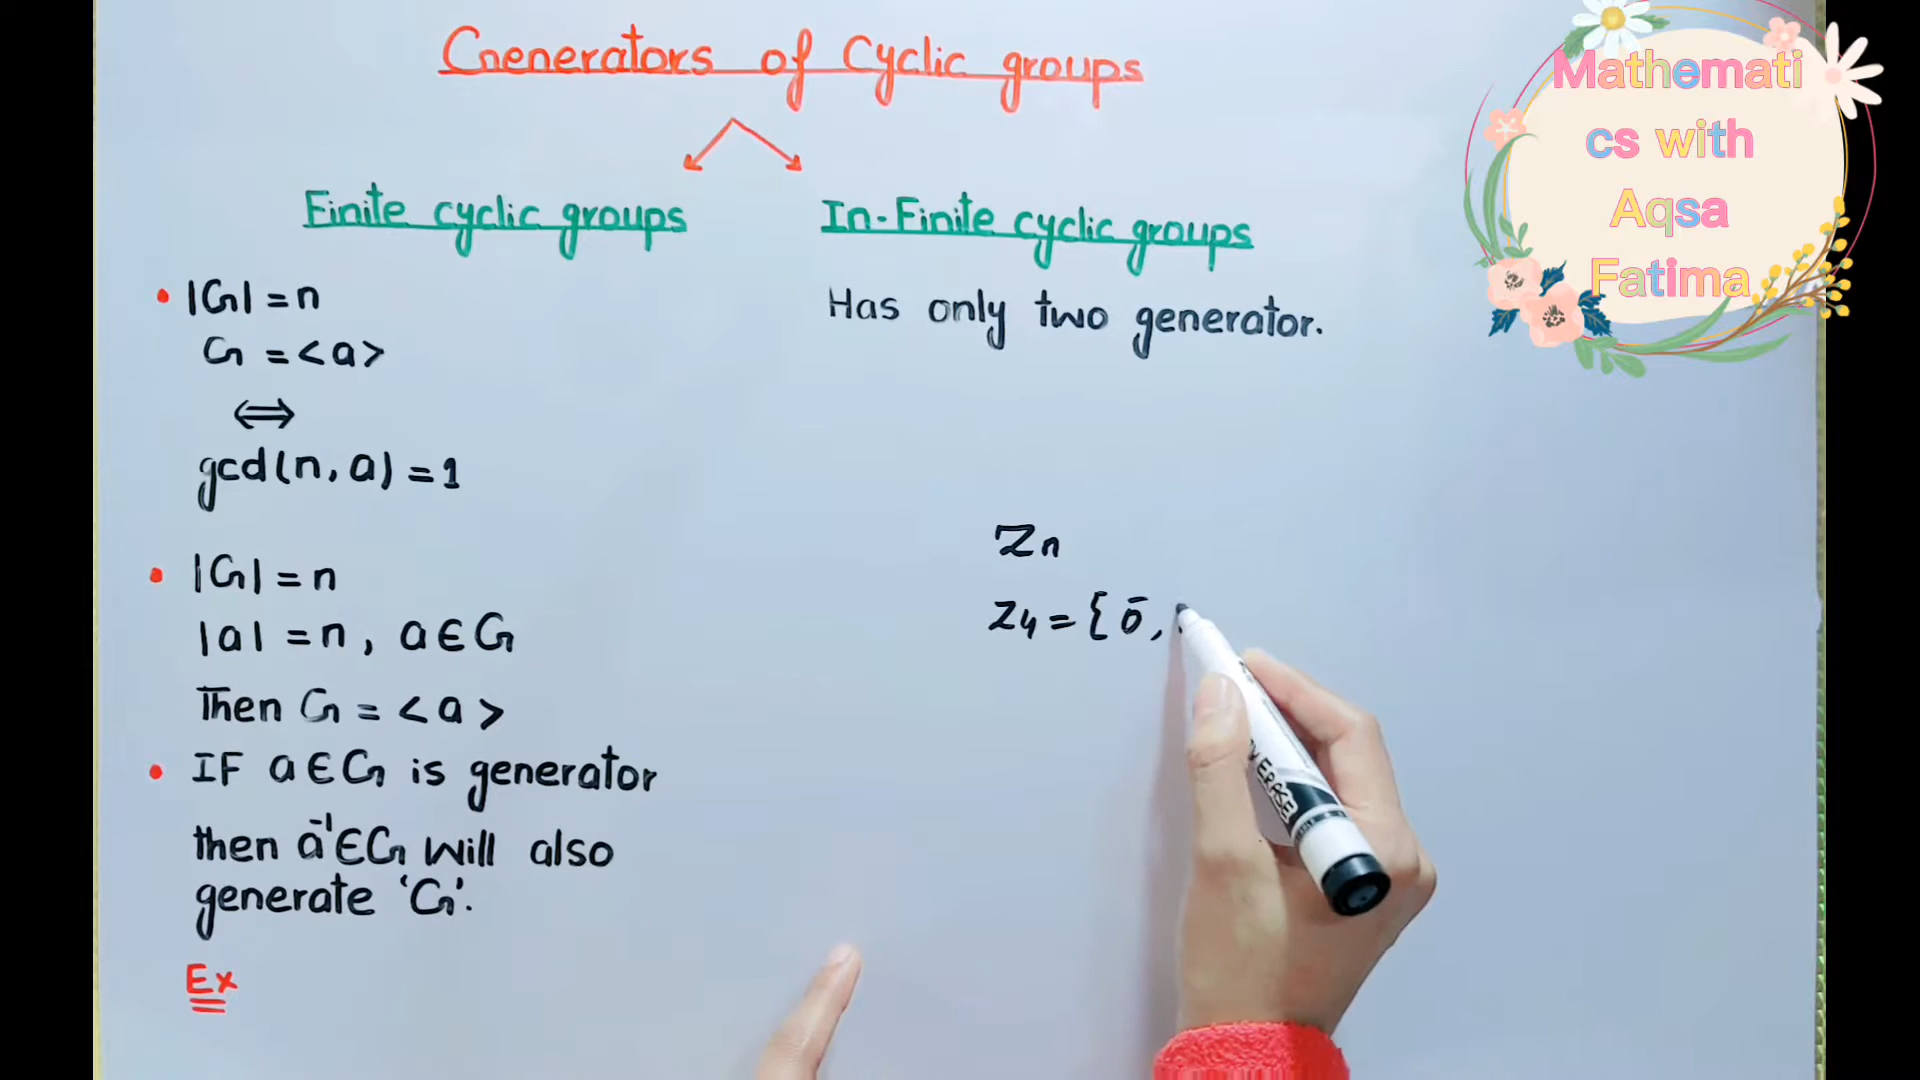 Generators of Cyclic groups
Finite cyclic groups
• |G| = n
G = <a>
⇔
gcd(n, a) = 1
• |G| = n
|a| = n, a ∈ G
Then G = <a>
• IF a ∈ G is generator
then a⁻¹ ∈ G will also
generate 'G'.
Ex
In-Finite cyclic groups
Has only two generator.
Zn
Z4 = { 0̄ ,
Mathemati
cs with
Aqsa
Fatima